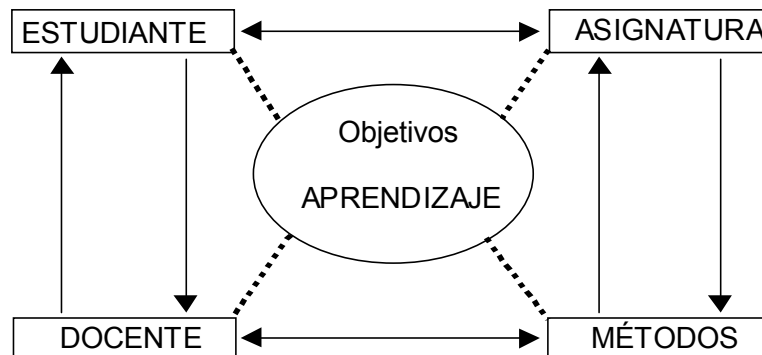 ESTUDIANTE
ASIGNATURA
Objetivos
APRENDIZAJE
DOCENTE
MÉTODOS